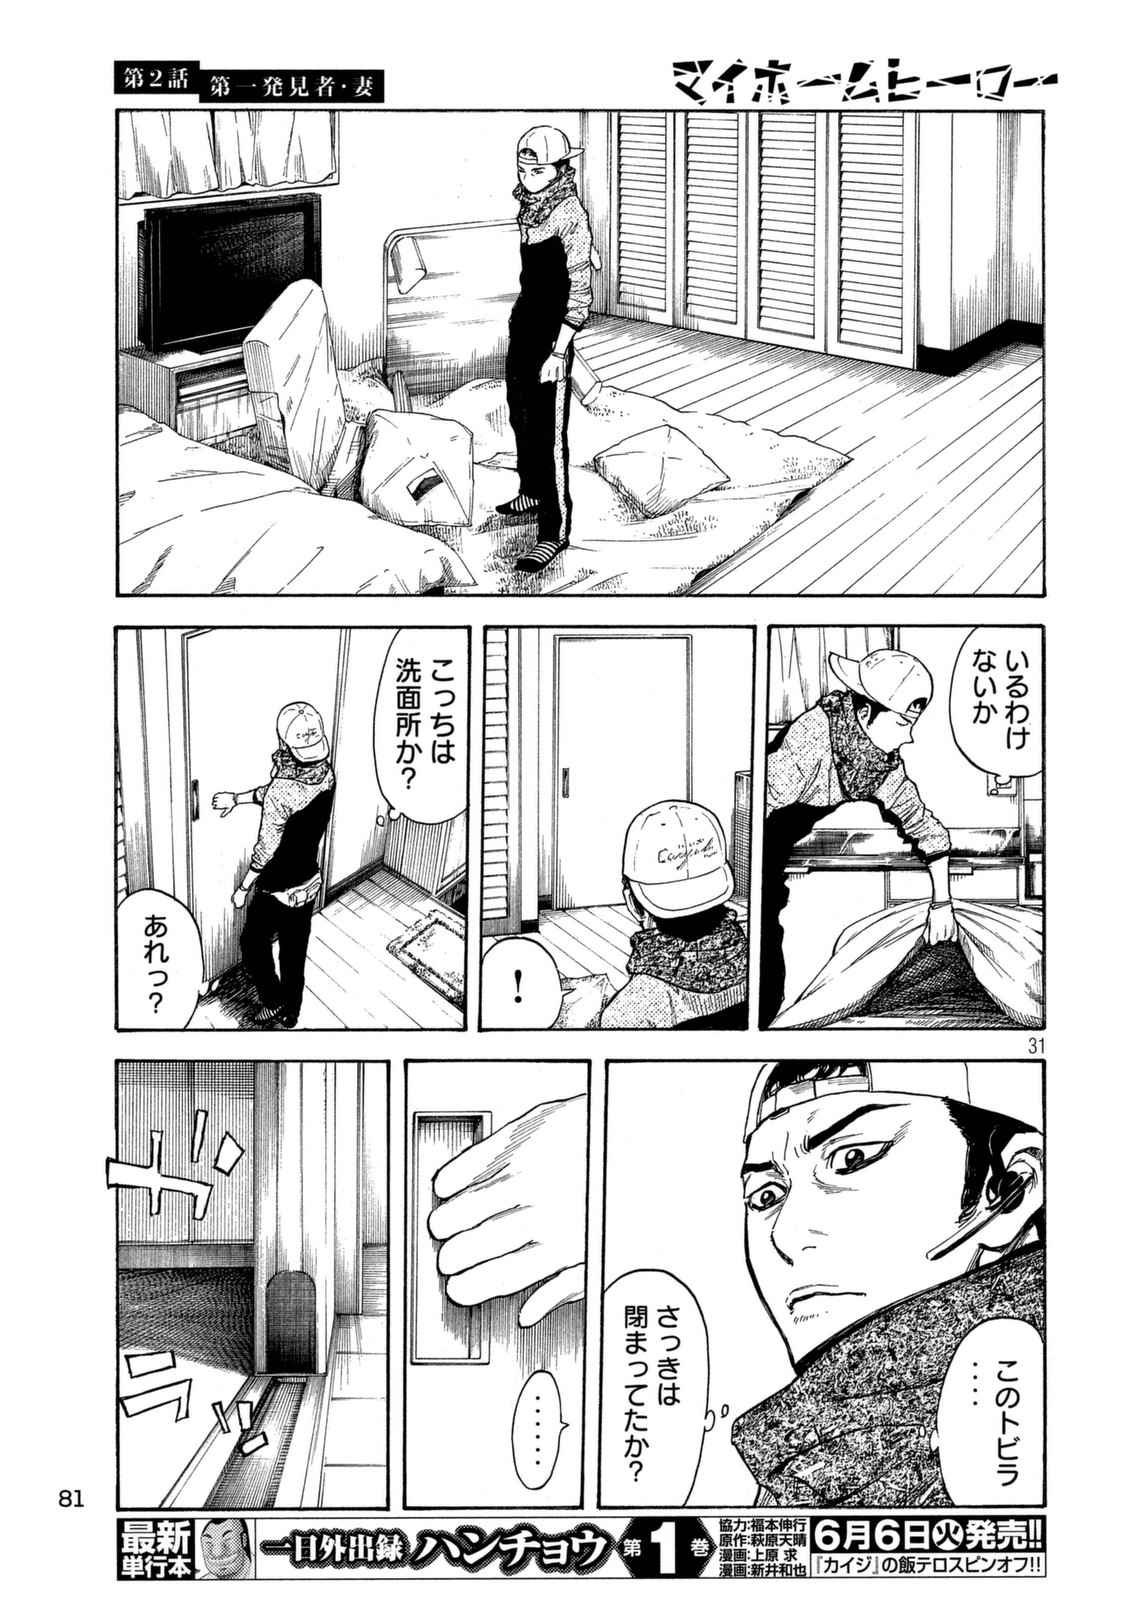 第2話
第一発見者・妻
マイホームヒーロー
いるわけ
ないか
!
こっちは
洗面所か?
あれっ?
31
このトビラ
‥‥
さっきは
閉まってたか?
‥‥‥
ガラッ
81
最新
単行本
一日外出録ハンチョウ
第1巻
協力:福本伸行
原作:萩原天晴
漫画:上原 求
漫画:新井和也
6月6日㊋発売!!
『カイジ』の飯テロスピンオフ!!